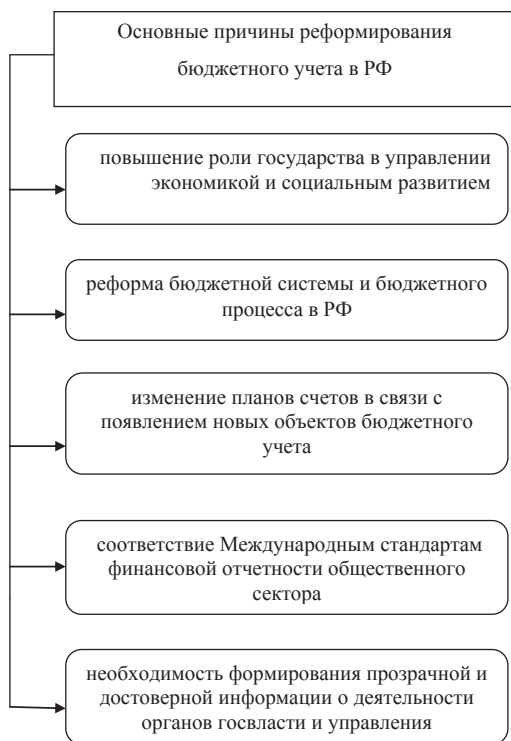 Основные причины реформирования
бюджетного учета в РФ
повышение роли государства в управлении
экономикой и социальным развитием
реформа бюджетной системы и бюджетного
процесса в РФ
изменение планов счетов в связи с
появлением новых объектов бюджетного
учета
соответствие Международным стандартам
финансовой отчетности общественного
сектора
необходимость формирования прозрачной и
достоверной информации о деятельности
органов госвласти и управления